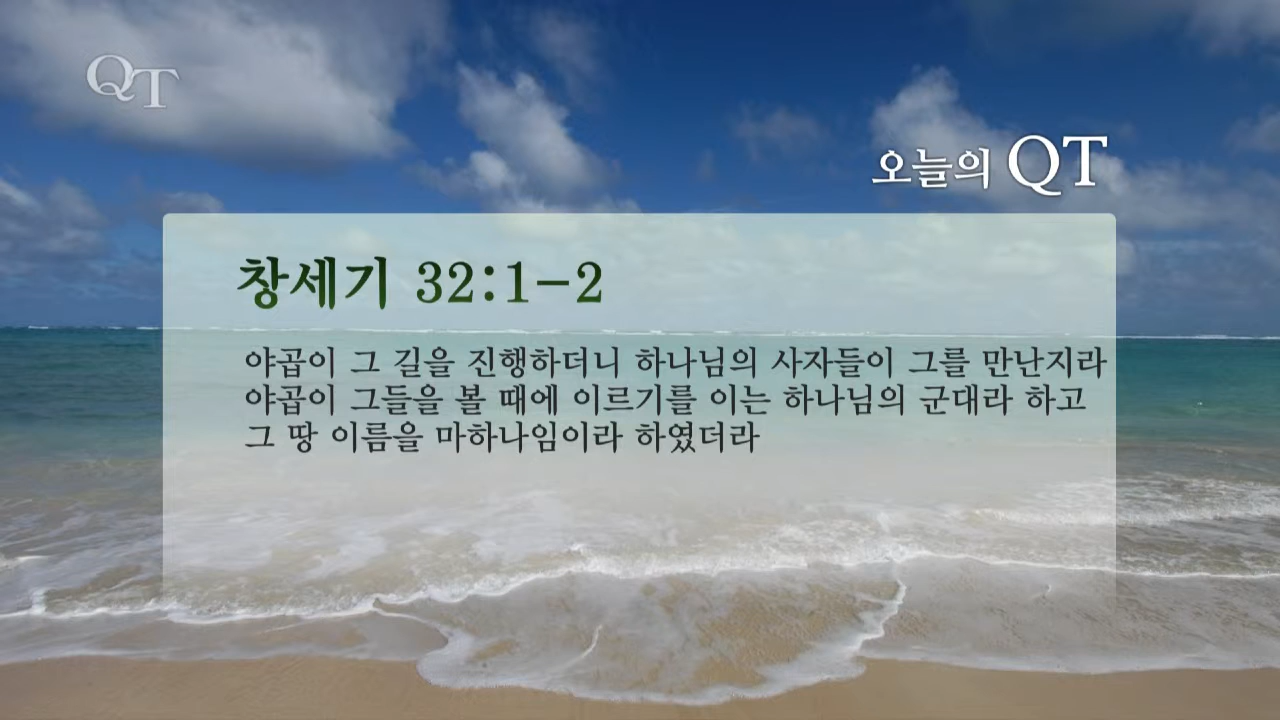 QT
오늘의 QT
창세기 32:1-2
야곱이 그 길을 진행하더니 하나님의 사자들이 그를 만난지라
야곱이 그들을 볼 때에 이르기를 이는 하나님의 군대라 하고
그 땅 이름을 마하나임이라 하였더라